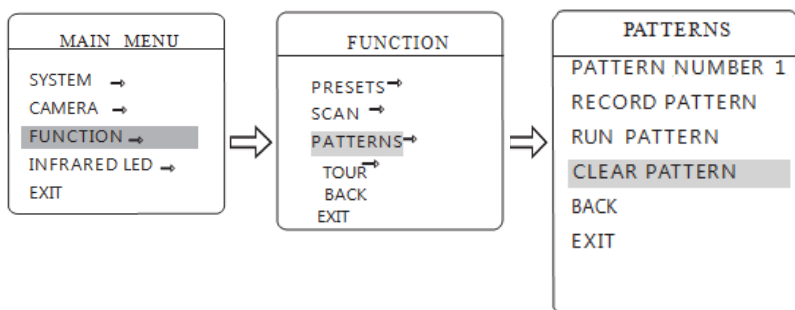 MAIN MENU
SYSTEM →
CAMERA →
FUNCTION →
INFRARED LED →
EXIT
FUNCTION
PRESETS→
SCAN →
PATTERNS→
TOUR→
BACK
EXIT
PATTERNS
PATTERN NUMBER 1
RECORD PATTERN
RUN PATTERN
CLEAR PATTERN
BACK
EXIT